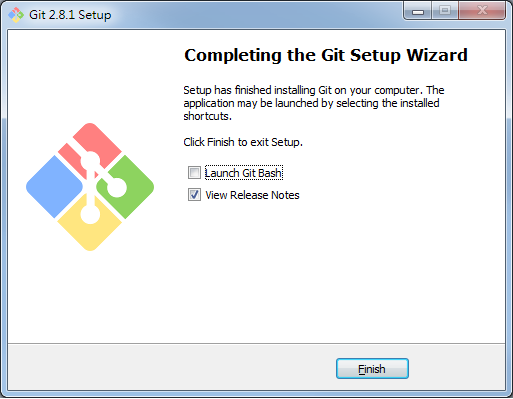 Git 2.8.1 Setup
Completing the Git Setup Wizard
Setup has finished installing Git on your computer. The
application may be launched by selecting the installed
shortcuts.
Click Finish to exit Setup.
Launch Git Bash
View Release Notes
Finish